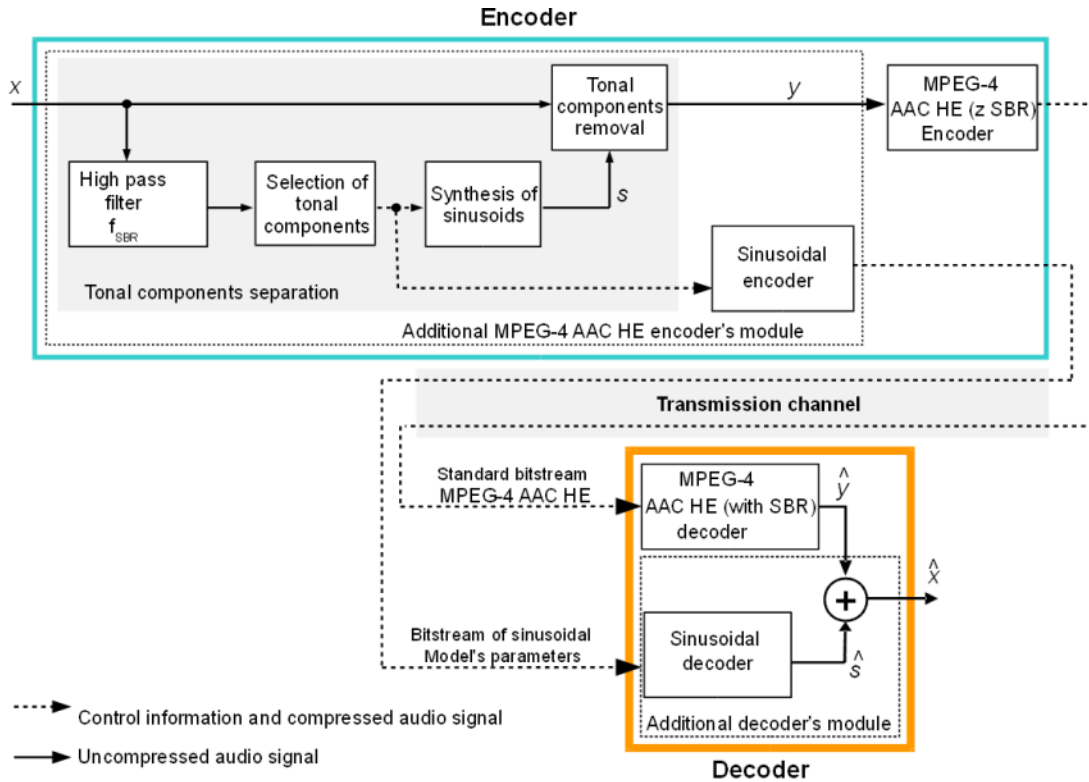 Encoder
x
Tonal
components
removal
y
MPEG-4
AAC HE (z SBR)
Encoder
High pass
filter
fSBR
Selection of
tonal
components
Synthesis of
sinusoids
s
Sinusoidal
encoder
Tonal components separation
Additional MPEG-4 AAC HE encoder's module
Transmission channel
Standard bitstream
MPEG-4 AAC HE
MPEG-4
AAC HE (with SBR)
decoder
ŷ
x̂
+
Bitstream of sinusoidal
Model's parameters
Sinusoidal
decoder
ŝ
Additional decoder's module
Control information and compressed audio signal
Uncompressed audio signal
Decoder